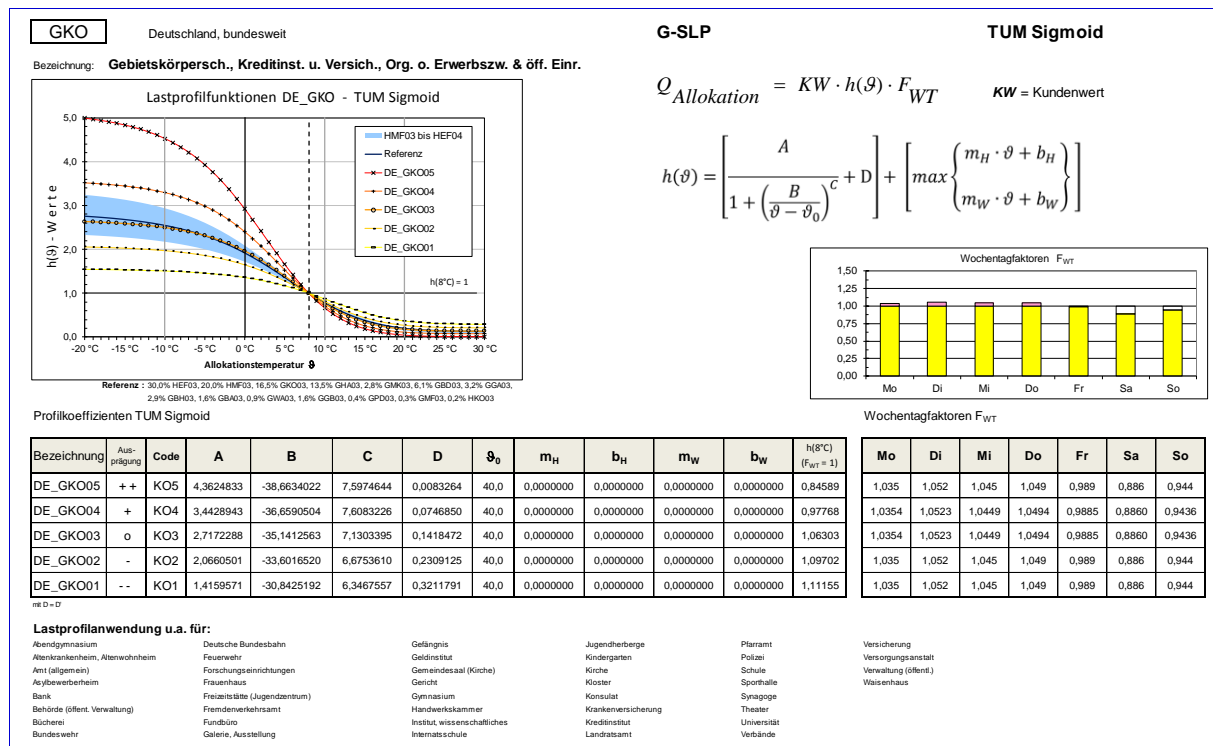 GKO Deutschland, bundesweit G-SLP TUM Sigmoid
Bezeichnung: Gebietskörpersch., Kreditinst. u. Versich., Org. o. Erwerbszw. & öff. Einr.
Q Allokation = KW · h(ϑ) · F WT KW = Kundenwert
h(ϑ) = [ A / (1 + (B / (ϑ − ϑ0))^C) + D ] + [ max { mH · ϑ + bH
mW · ϑ + bW } ]
Lastprofilfunktionen DE_GKO - TUM Sigmoid
h(ϑ) - Werte
5,0
4,0
3,0
2,0
1,0
0,0
HMF03 bis HEF04
Referenz
DE_GKO05
DE_GKO04
DE_GKO03
DE_GKO02
DE_GKO01
h(8°C) = 1
-20 °C -15 °C -10 °C -5 °C 0 °C 5 °C 10 °C 15 °C 20 °C 25 °C 30 °C
Allokationstemperatur ϑ
Referenz : 30,0% HEF03, 20,0% HMF03, 16,5% GKO03, 13,5% GHA03, 2,8% GMK03, 6,1% GBD03, 3,2% GGA03,
2,9% GBH03, 1,6% GBA03, 0,9% GWA03, 1,6% GGB03, 0,4% GPD03, 0,3% GMF03, 0,2% HKO03
Wochentagfaktoren FWT
1,50
1,25
1,00
0,75
0,50
0,25
0,00
Mo Di Mi Do Fr Sa So
Profilkoeffizienten TUM Sigmoid Wochentagfaktoren FWT
Bezeichnung Aus-prägung Code A B C D ϑ0 mH bH mW bW h(8°C) (FWT = 1) Mo Di Mi Do Fr Sa So
DE_GKO05 + + KO5 4,3624833 -38,6634022 7,5974644 0,0083264 40,0 0,0000000 0,0000000 0,0000000 0,0000000 0,84589 1,035 1,052 1,045 1,049 0,989 0,886 0,944
DE_GKO04 + KO4 3,4428943 -36,6590504 7,6083226 0,0746850 40,0 0,0000000 0,0000000 0,0000000 0,0000000 0,97768 1,0354 1,0523 1,0449 1,0494 0,9885 0,8860 0,9436
DE_GKO03 o KO3 2,7172288 -35,1412563 7,1303395 0,1418472 40,0 0,0000000 0,0000000 0,0000000 0,0000000 1,06303 1,0354 1,0523 1,0449 1,0494 0,9885 0,8860 0,9436
DE_GKO02 - KO2 2,0660501 -33,6016520 6,6753610 0,2309125 40,0 0,0000000 0,0000000 0,0000000 0,0000000 1,09702 1,035 1,052 1,045 1,049 0,989 0,886 0,944
DE_GKO01 - - KO1 1,4159571 -30,8425192 6,3467557 0,3211791 40,0 0,0000000 0,0000000 0,0000000 0,0000000 1,11155 1,035 1,052 1,045 1,049 0,989 0,886 0,944
mit D = D'
Lastprofilanwendung u.a. für:
Abendgymnasium Deutsche Bundesbahn Gefängnis Jugendherberge Pfarramt Versicherung
Altenkrankenheim, Altenwohnheim Feuerwehr Geldinstitut Kindergarten Polizei Versorgungsanstalt
Amt (allgemein) Forschungseinrichtungen Gemeindesaal (Kirche) Kirche Schule Verwaltung (öffentl.)
Asylbewerberheim Frauenhaus Gericht Kloster Sporthalle Waisenhaus
Bank Freizeitstätte (Jugendzentrum) Gymnasium Konsulat Synagoge
Behörde (öffent. Verwaltung) Fremdenverkehrsamt Handwerkskammer Krankenversicherung Theater
Bücherei Fundbüro Institut, wissenschaftliches Kreditinstitut Universität
Bundeswehr Galerie, Ausstellung Internatsschule Landratsamt Verbände